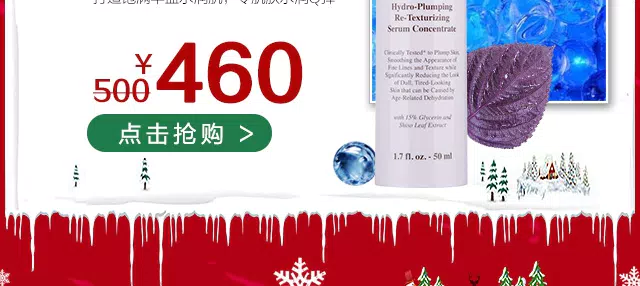 Hydro-Plumping
Re-Texturizing
Serum Concentrate
Clinically Tested* to Plump Skin,
Smoothing the Appearance of
Fine Lines and Texture while
Significantly Reducing the Look
of Dull, Tired-Looking
Skin that can be Caused by
Age-Related Dehydration.
with 15% Glycerin and
Shiso Leaf Extract
1.7 fl. oz. - 50 ml
¥
500
460
点击抢购 >